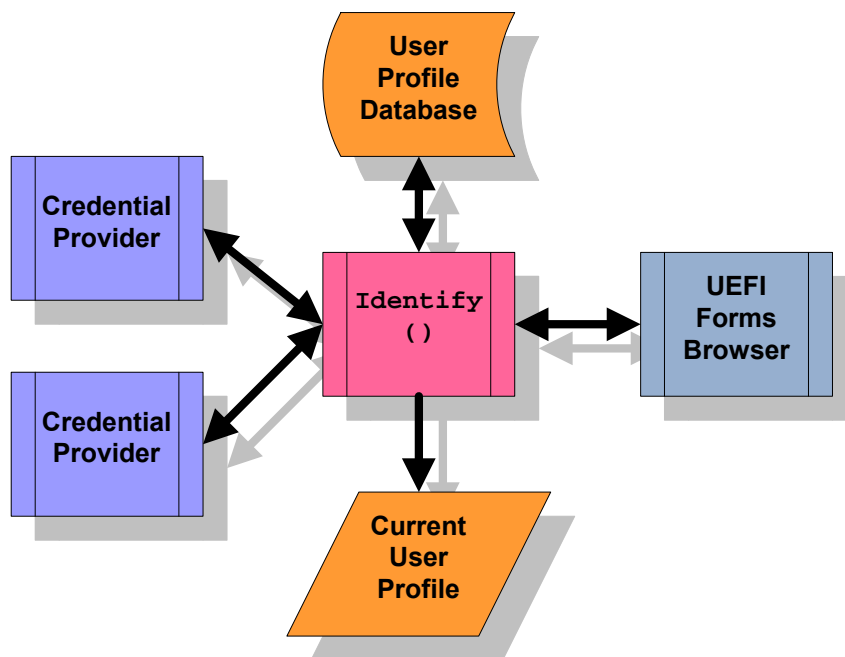 User
Profile
Database
Credential
Provider
Identify
()
UEFI
Forms
Browser
Credential
Provider
Current
User
Profile